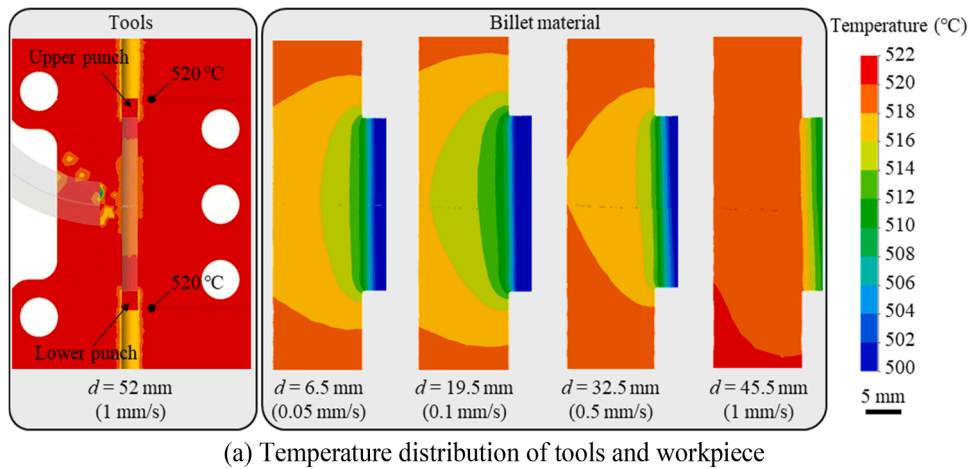 Tools
Billet material
Temperature (℃)
Upper punch
520 ℃
520 ℃
Lower punch
522
520
518
516
514
512
510
508
506
504
502
500
5 mm
d = 52 mm
(1 mm/s)
d = 6.5 mm
(0.05 mm/s)
d = 19.5 mm
(0.1 mm/s)
d = 32.5 mm
(0.5 mm/s)
d = 45.5 mm
(1 mm/s)
(a) Temperature distribution of tools and workpiece